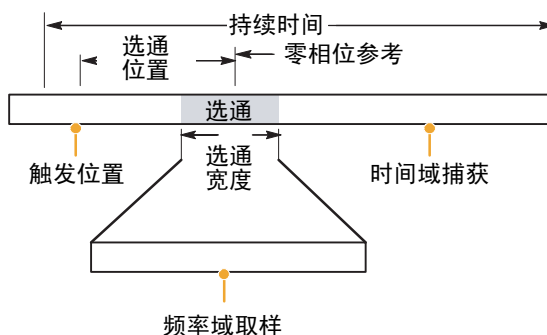 持续时间
选通
位置
零相位参考
选通
触发位置
选通
宽度
时间域捕获
频率域取样